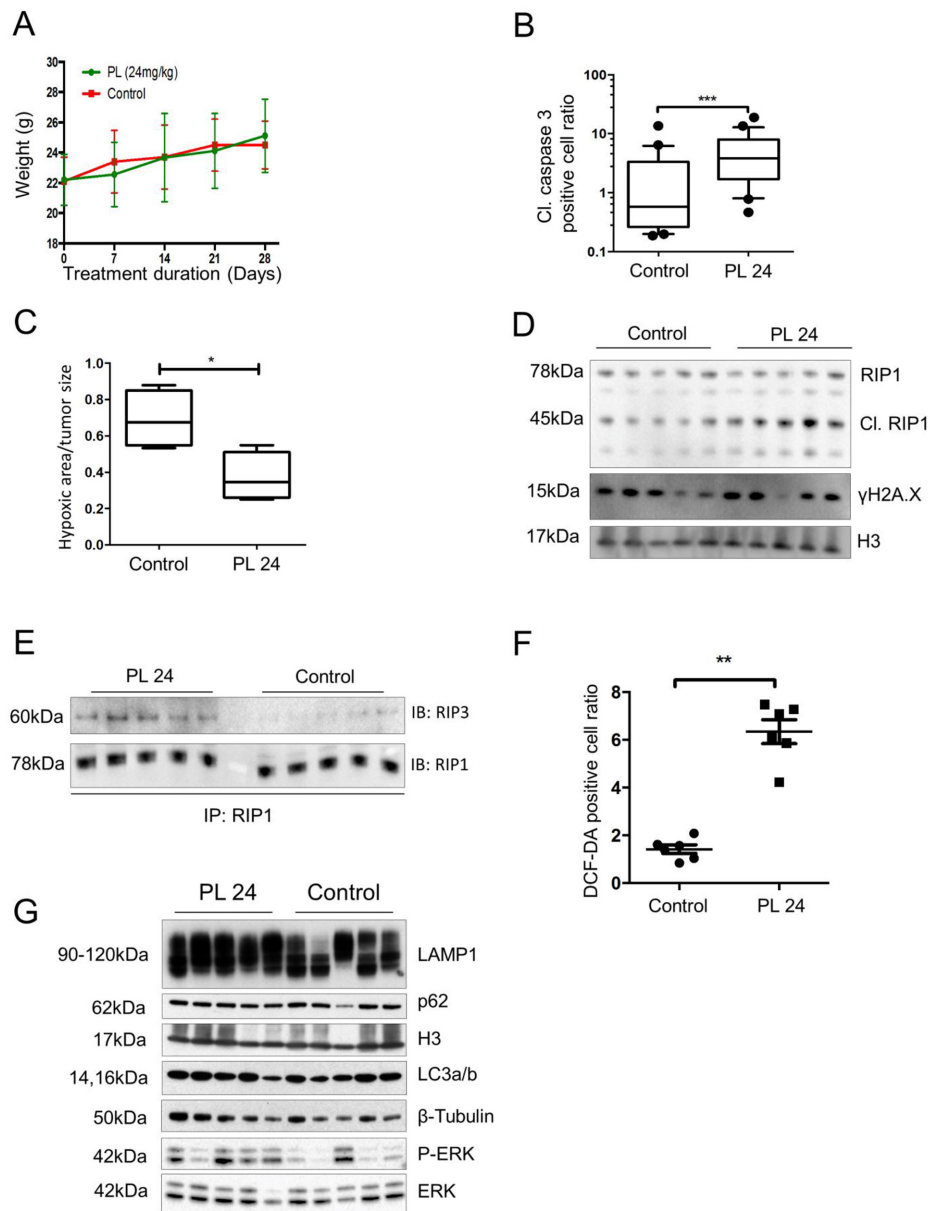 A
Weight (g)
30
28
26
24
22
20
18
PL (24mg/kg)
Control
0 7 14 21 28
Treatment duration (Days)
B
Cl. caspase 3
positive cell ratio
100
10
1
0.1
***
Control PL 24
C
Hypoxic area/tumor size
1.0
0.8
0.6
0.4
0.2
0.0
*
Control PL 24
D
Control PL 24
78kDa RIP1
45kDa Cl. RIP1
15kDa γH2A.X
17kDa H3
E
PL 24 Control
60kDa IB: RIP3
78kDa IB: RIP1
IP: RIP1
F
DCF-DA positive cell ratio
8
6
4
2
0
**
Control PL 24
G
PL 24 Control
90-120kDa LAMP1
62kDa p62
17kDa H3
14,16kDa LC3a/b
50kDa β-Tubulin
42kDa P-ERK
42kDa ERK